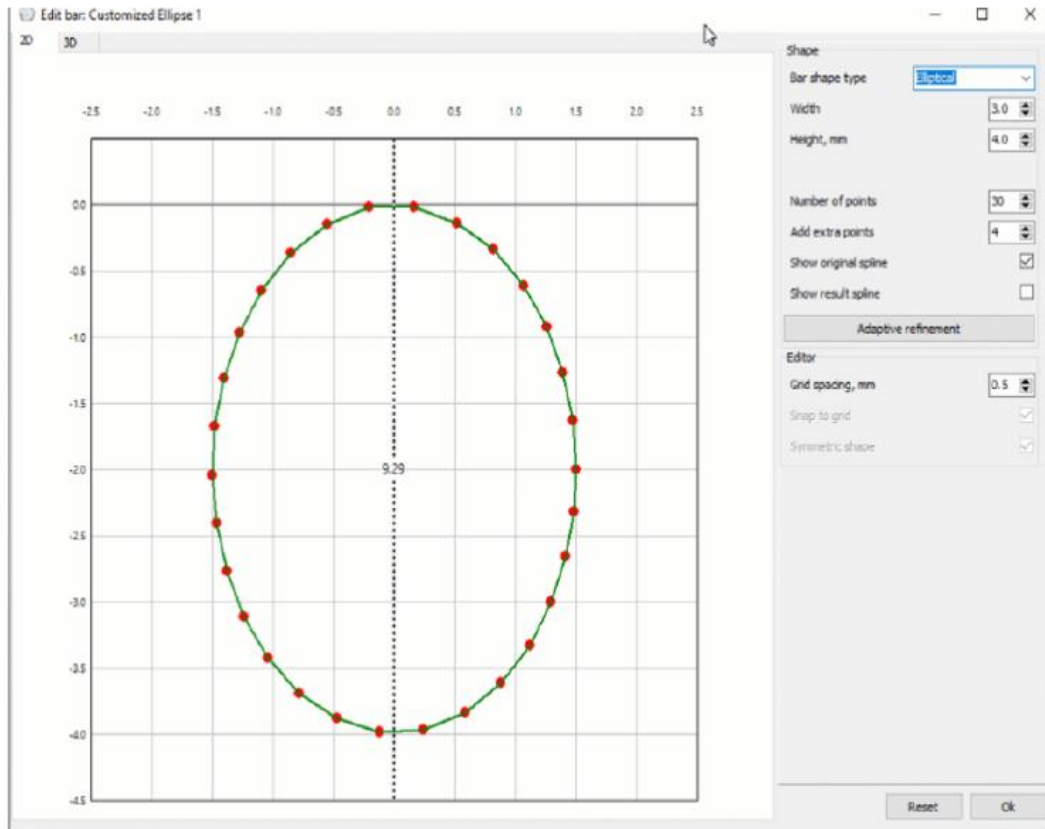 Edit bar: Customized Ellipse 1
2D 3D
-2.5 -2.0 -1.5 -1.0 -0.5 0.0 0.5 1.0 1.5 2.0 2.5
0.0
-0.5
-1.0
-1.5
-2.0
-2.5
-3.0
-3.5
-4.0
-4.5
9.29
Shape
Bar shape type Elliptical
Width 3.0
Height, mm 4.0
Number of points 30
Add extra points 4
Show original spline
Show result spline
Adaptive refinement
Editor
Grid spacing, mm 0.5
Snap to grid
Symmetric shape
Reset Ok